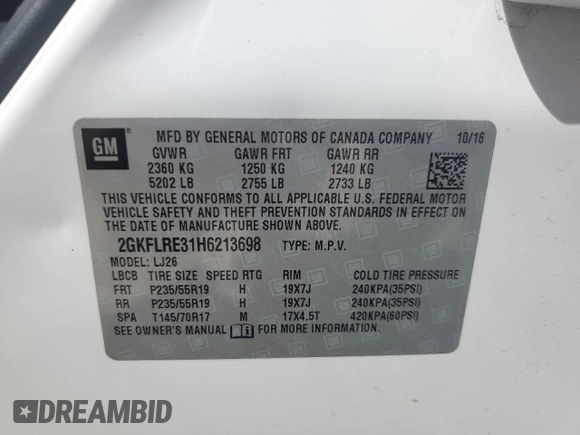 GM
MFD BY GENERAL MOTORS OF CANADA COMPANY 10/16
GVWR GAWR FRT GAWR RR
2360 KG 1250 KG 1240 KG
5202 LB 2755 LB 2733 LB
THIS VEHICLE CONFORMS TO ALL APPLICABLE U.S. FEDERAL MOTOR
VEHICLE SAFETY AND THEFT PREVENTION STANDARDS IN EFFECT ON
THE DATE OF MANUFACTURE SHOWN ABOVE.
2GKFLRE31H6213698 TYPE: M.P.V.
MODEL: LJ26
LBCB TIRE SIZE SPEED RTG RIM COLD TIRE PRESSURE
FRT P235/55R19 H 19X7J 240KPA(35PSI)
RR P235/55R19 H 19X7J 240KPA(35PSI)
SPA T145/70R17 M 17X4.5T 420KPA(60PSI)
SEE OWNER'S MANUAL FOR MORE INFORMATION.
DREAMBID